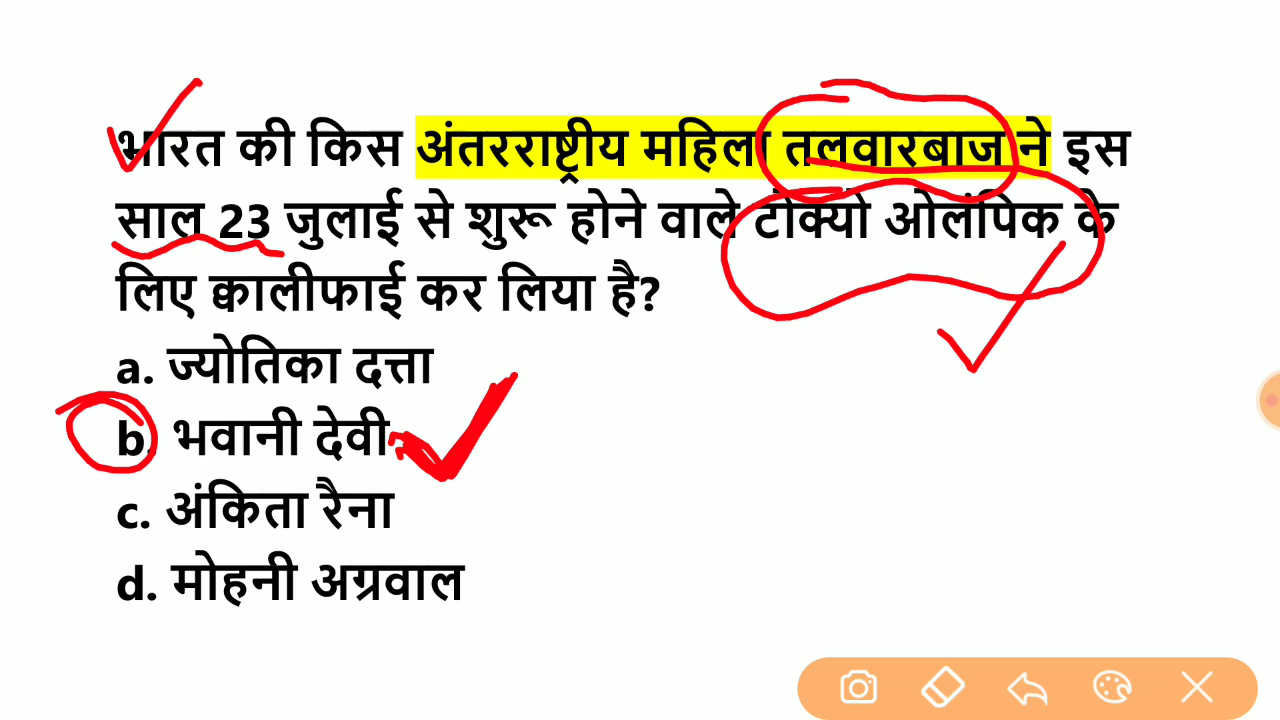 भारत की किस अंतरराष्ट्रीय महिला तलवारबाज ने इस
साल 23 जुलाई से शुरू होने वाले टोक्यो ओलंपिक के
लिए क्वालीफाई कर लिया है?
a. ज्योतिका दत्ता
b. भवानी देवी
c. अंकिता रैना
d. मोहनी अग्रवाल